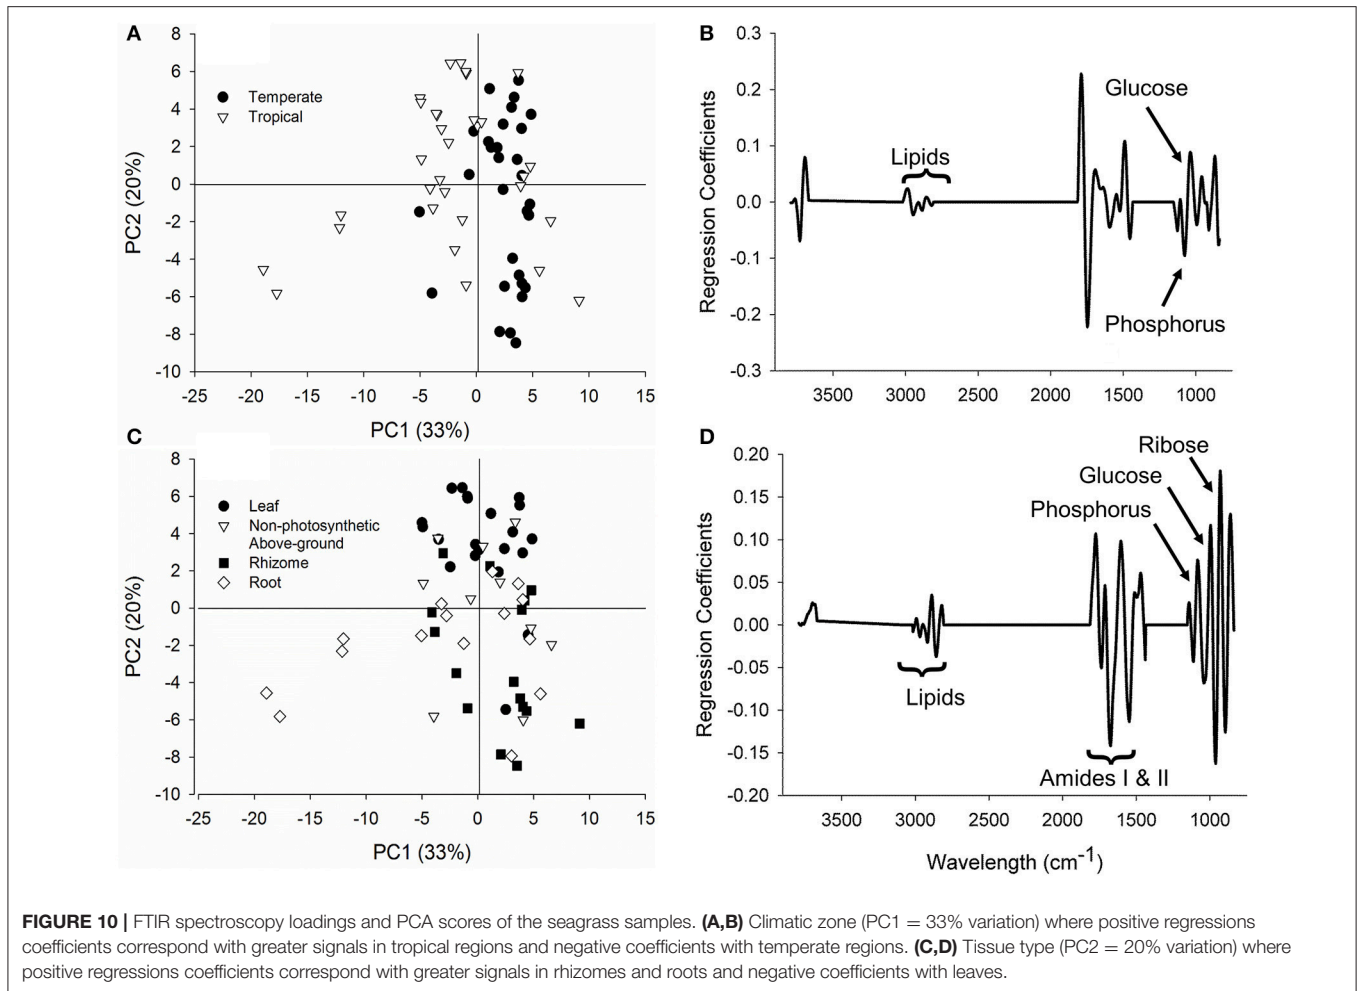 A
8
6
4
2
0
-2
-4
-6
-8
-10
PC2 (20%)
Temperate
Tropical
-25
-20
-15
-10
-5
0
5
10
15
PC1 (33%)
B
0.3
0.2
0.1
0.0
-0.1
-0.2
-0.3
Regression Coefficients
Lipids
Glucose
Phosphorus
3500
3000
2500
2000
1500
1000
C
8
6
4
2
0
-2
-4
-6
-8
-10
PC2 (20%)
Leaf
Non-photosynthetic
Above-ground
Rhizome
Root
-25
-20
-15
-10
-5
0
5
10
15
PC1 (33%)
D
0.20
0.15
0.10
0.05
0.00
-0.05
-0.10
-0.15
-0.20
Regression Coefficients
Ribose
Glucose
Phosphorus
Lipids
Amides I & II
3500
3000
2500
2000
1500
1000
Wavelength (cm-1)
FIGURE 10 | FTIR spectroscopy loadings and PCA scores of the seagrass samples. (A,B) Climatic zone (PC1 = 33% variation) where positive regressions
coefficients correspond with greater signals in tropical regions and negative coefficients with temperate regions. (C,D) Tissue type (PC2 = 20% variation) where
positive regressions coefficients correspond with greater signals in rhizomes and roots and negative coefficients with leaves.